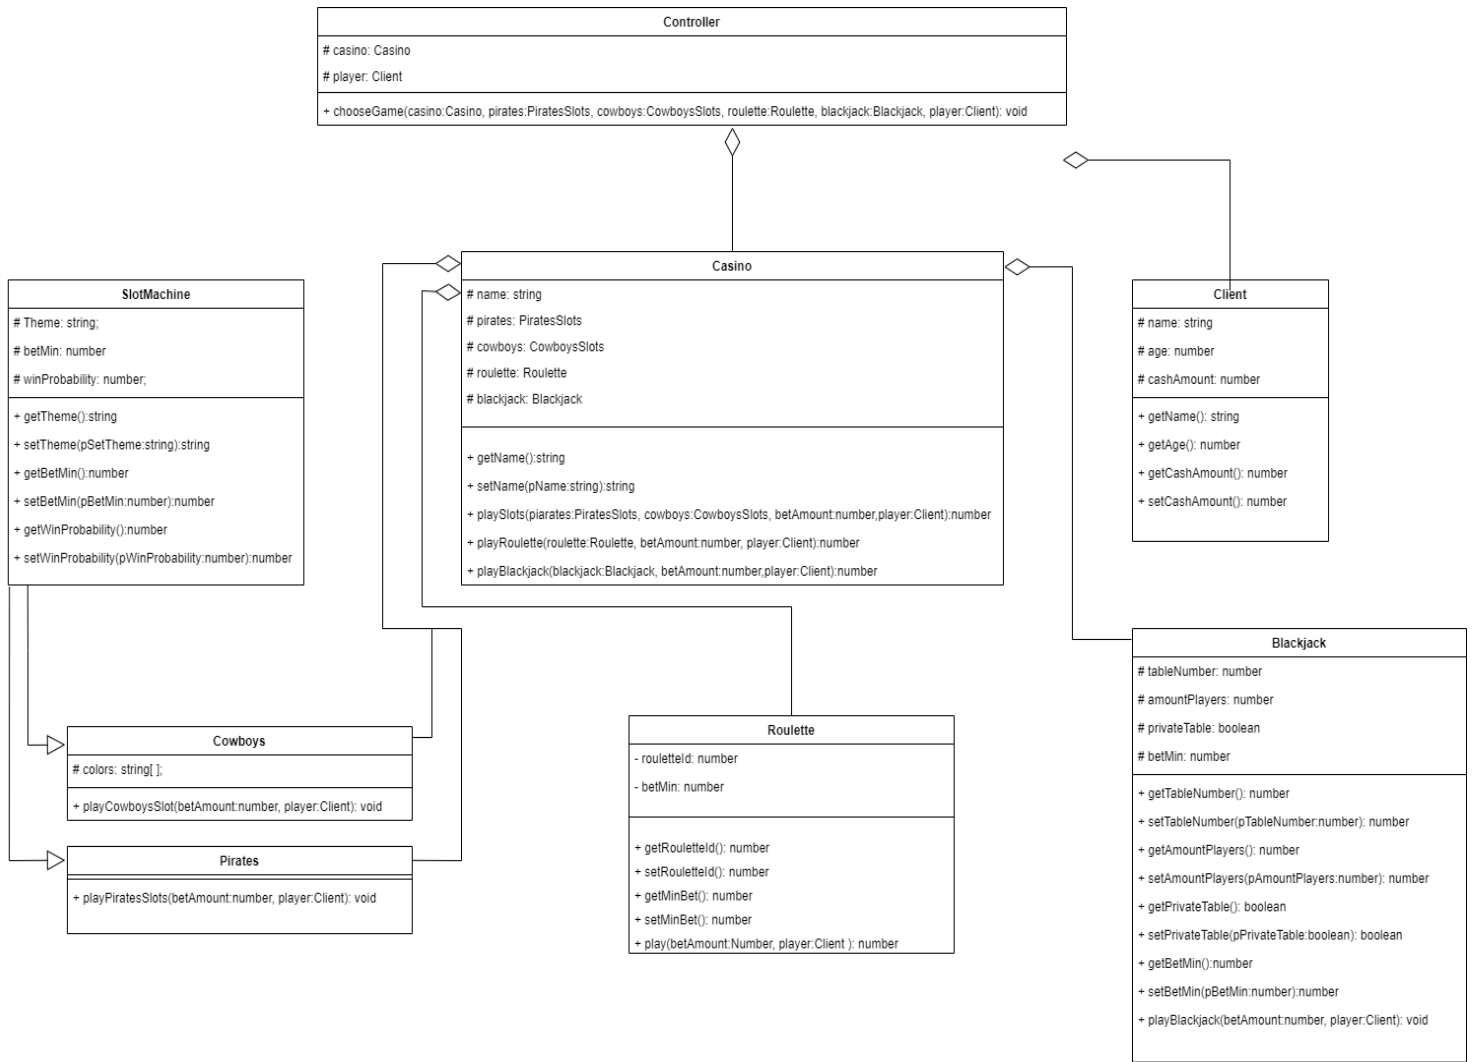 Controller
# casino: Casino
# player: Client
+ chooseGame(casino:Casino, pirates:PiratesSlots, cowboys:CowboysSlots, roulette:Roulette, blackjack:Blackjack, player:Client): void
Casino
# name: string
# pirates: PiratesSlots
# cowboys: CowboysSlots
# roulette: Roulette
# blackjack: Blackjack
+ getName():string
+ setName(pName:string):string
+ playSlots(piarates:PiratesSlots, cowboys:CowboysSlots, betAmount:number,player:Client):number
+ playRoulette(roulette:Roulette, betAmount:number, player:Client):number
+ playBlackjack(blackjack:Blackjack, betAmount:number,player:Client):number
SlotMachine
# Theme: string;
# betMin: number
# winProbability: number;
+ getTheme():string
+ setTheme(pSetTheme:string):string
+ getBetMin():number
+ setBetMin(pBetMin:number):number
+ getWinProbability():number
+ setWinProbability(pWinProbability:number):number
Client
# name: string
# age: number
# cashAmount: number
+ getName(): string
+ getAge(): number
+ getCashAmount(): number
+ setCashAmount(): number
Cowboys
# colors: string[ ];
+ playCowboysSlot(betAmount:number, player:Client): void
Pirates
+ playPiratesSlots(betAmount:number, player:Client): void
Roulette
- rouletteId: number
- betMin: number
+ getRouletteId(): number
+ setRouletteId(): number
+ getMinBet(): number
+ setMinBet(): number
+ play(betAmount:Number, player:Client ): number
Blackjack
# tableNumber: number
# amountPlayers: number
# privateTable: boolean
# betMin: number
+ getTableNumber(): number
+ setTableNumber(pTableNumber:number): number
+ getAmountPlayers(): number
+ setAmountPlayers(pAmountPlayers:number): number
+ getPrivateTable(): boolean
+ setPrivateTable(pPrivateTable:boolean): boolean
+ getBetMin():number
+ setBetMin(pBetMin:number):number
+ playBlackjack(betAmount:number, player:Client): void